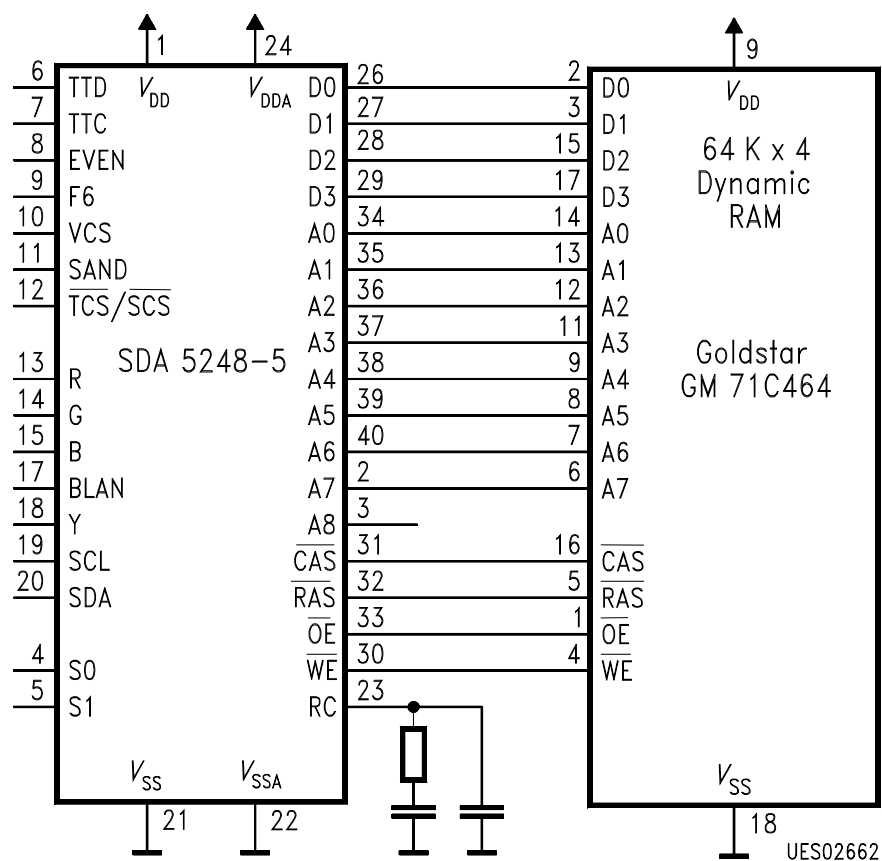 1 24 9
6 TTD VDD VDDA D0 26 2 D0 VDD
7 TTC D1 27 3 D1
8 EVEN D2 28 15 D2 64 K x 4
9 F6 D3 29 17 D3 Dynamic
10 VCS A0 34 14 A0 RAM
11 SAND A1 35 13 A1
12 TCS/SCS A2 36 12 A2
A3 37 11 A3
SDA 5248-5 Goldstar
13 R A4 38 9 A4 GM 71C464
14 G A5 39 8 A5
15 B A6 40 7 A6
17 BLAN A7 2 6 A7
18 Y A8 3
19 SCL CAS 31 16 CAS
20 SDA RAS 32 5 RAS
OE 33 1 OE
4 S0 WE 30 4 WE
5 S1 RC 23
VSS VSSA VSS
21 22 18
UES02662